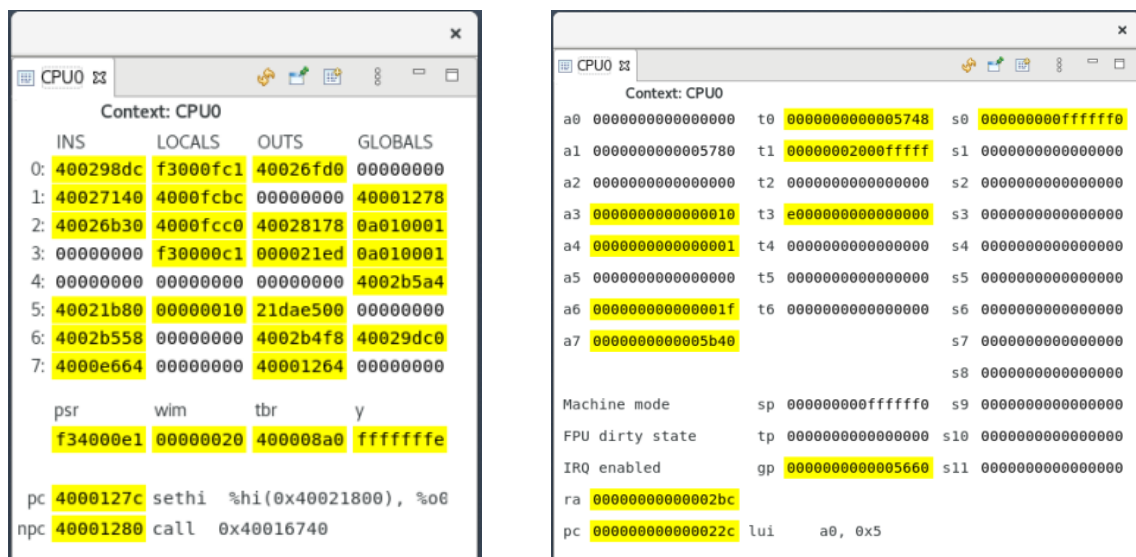 CPU0
Context: CPU0
INS LOCALS OUTS GLOBALS
0: 400298dc f3000fc1 40026fd0 00000000
1: 40027140 4000fcbc 00000000 40001278
2: 40026b30 4000fcc0 40028178 0a010001
3: 00000000 f30000c1 000021ed 0a010001
4: 00000000 00000000 00000000 4002b5a4
5: 40021b80 00000010 21dae500 00000000
6: 4002b558 00000000 4002b4f8 40029dc0
7: 4000e664 00000000 40001264 00000000
psr wim tbr y
f34000e1 00000020 400008a0 fffffffe
pc 4000127c sethi %hi(0x40021800), %o0
npc 40001280 call 0x40016740
CPU0
Context: CPU0
a0 0000000000000000 t0 0000000000005748 s0 000000000ffffff0
a1 0000000000005780 t1 00000002000fffff s1 0000000000000000
a2 0000000000000000 t2 0000000000000000 s2 0000000000000000
a3 0000000000000010 t3 e000000000000000 s3 0000000000000000
a4 0000000000000001 t4 0000000000000000 s4 0000000000000000
a5 0000000000000000 t5 0000000000000000 s5 0000000000000000
a6 000000000000001f t6 0000000000000000 s6 0000000000000000
a7 0000000000005b40 s7 0000000000000000
s8 0000000000000000
Machine mode sp 000000000ffffff0 s9 0000000000000000
FPU dirty state tp 0000000000000000 s10 0000000000000000
IRQ enabled gp 0000000000005660 s11 0000000000000000
ra 00000000000002bc
pc 000000000000022c lui a0, 0x5